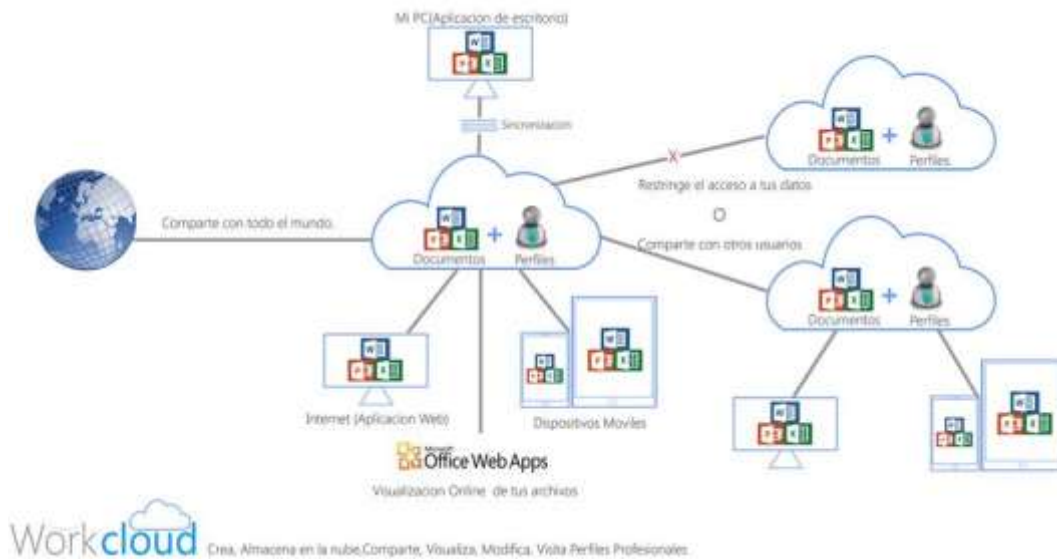 Mi PC(Aplicacion de escritorio)
Sincronizacion
Documentos
Perfiles
Restringe el acceso a tus datos
O
Comparte con todo el mundo.
Documentos
Perfiles
Comparte con otros usuarios
Documentos
Perfiles
Internet (Aplicacion Web)
Dispositivos Moviles
Microsoft
Office Web Apps
Visualizacion Online de tus archivos
Workcloud
Crea, Almacena en la nube,Comparte, Visualiza, Modifica, Visita Perfiles Profesionales